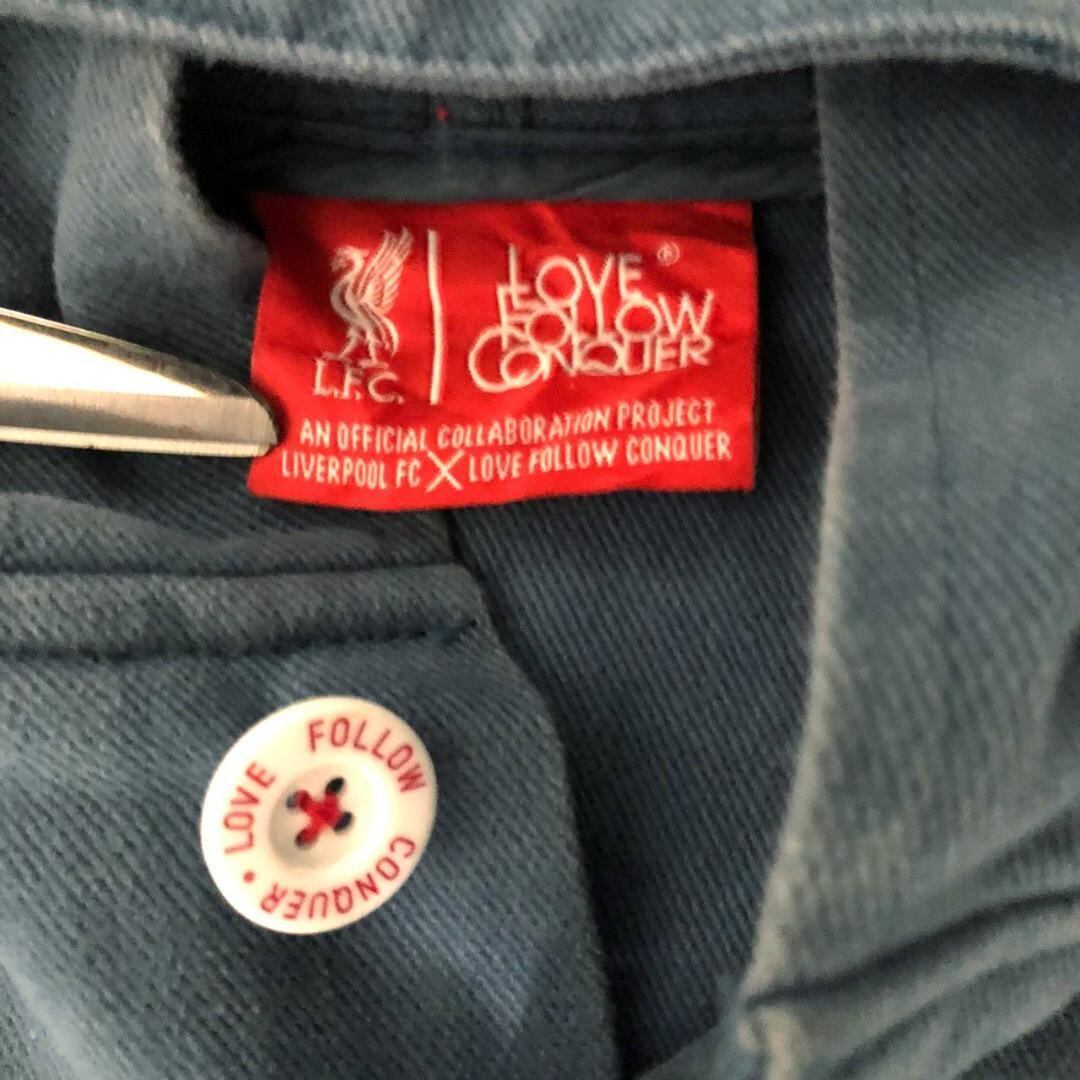 L.F.C.
LOVE ®
FOLLOW
CONQUER
AN OFFICIAL COLLABORATION PROJECT
LIVERPOOL FC X LOVE FOLLOW CONQUER
LOVE FOLLOW CONQUER •